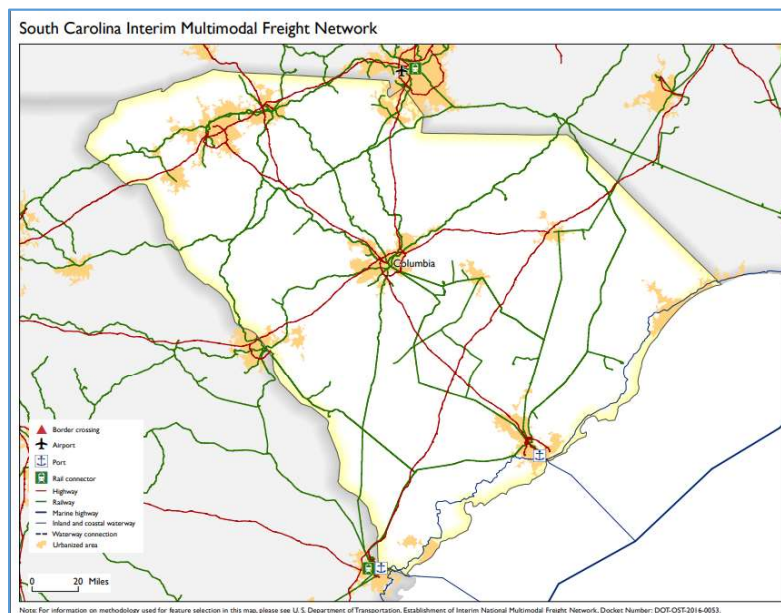 South Carolina Interim Multimodal Freight Network
Columbia
Border crossing
Airport
Port
Rail connector
Highway
Railway
Marine highway
Inland and coastal waterway
Waterway connection
Urbanized area
0 20 Miles
Note: For information on methodology used for feature selection in this map, please see U. S. Department of Transportation, Establishment of Interim National Multimodal Freight Network, Docket Number: DOT-OST-2016-0053.